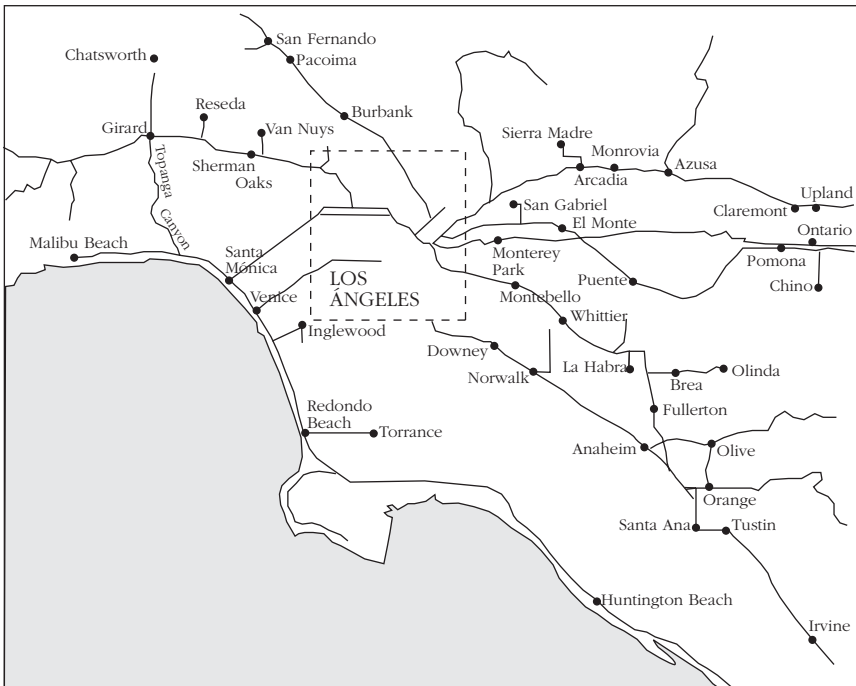 San Fernando
Chatsworth
Pacoima
Reseda
Burbank
Girard
Van Nuys
Sierra Madre
Monrovia
Sherman
Oaks
Azusa
Arcadia
Topanga
Canyon
San Gabriel
Upland
Claremont
El Monte
Ontario
Malibu Beach
Santa
Mónica
Monterey
Park
Pomona
LOS
ÁNGELES
Puente
Chino
Venice
Montebello
Whittier
Inglewood
Downey
La Habra
Olinda
Norwalk
Brea
Redondo
Beach
Fullerton
Torrance
Anaheim
Olive
Orange
Santa Ana
Tustin
Huntington Beach
Irvine